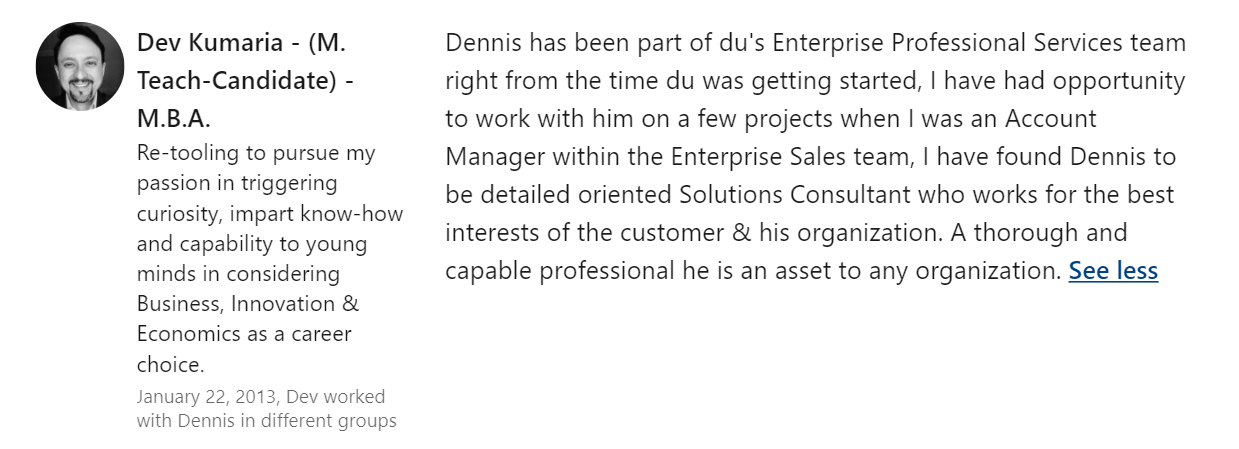 Dev Kumaria - (M.
Teach-Candidate) -
M.B.A.
Re-tooling to pursue my
passion in triggering
curiosity, impart know-how
and capability to young
minds in considering
Business, Innovation &
Economics as a career
choice.
January 22, 2013, Dev worked
with Dennis in different groups
Dennis has been part of du's Enterprise Professional Services team
right from the time du was getting started, I have had opportunity
to work with him on a few projects when I was an Account
Manager within the Enterprise Sales team, I have found Dennis to
be detailed oriented Solutions Consultant who works for the best
interests of the customer & his organization. A thorough and
capable professional he is an asset to any organization. See less